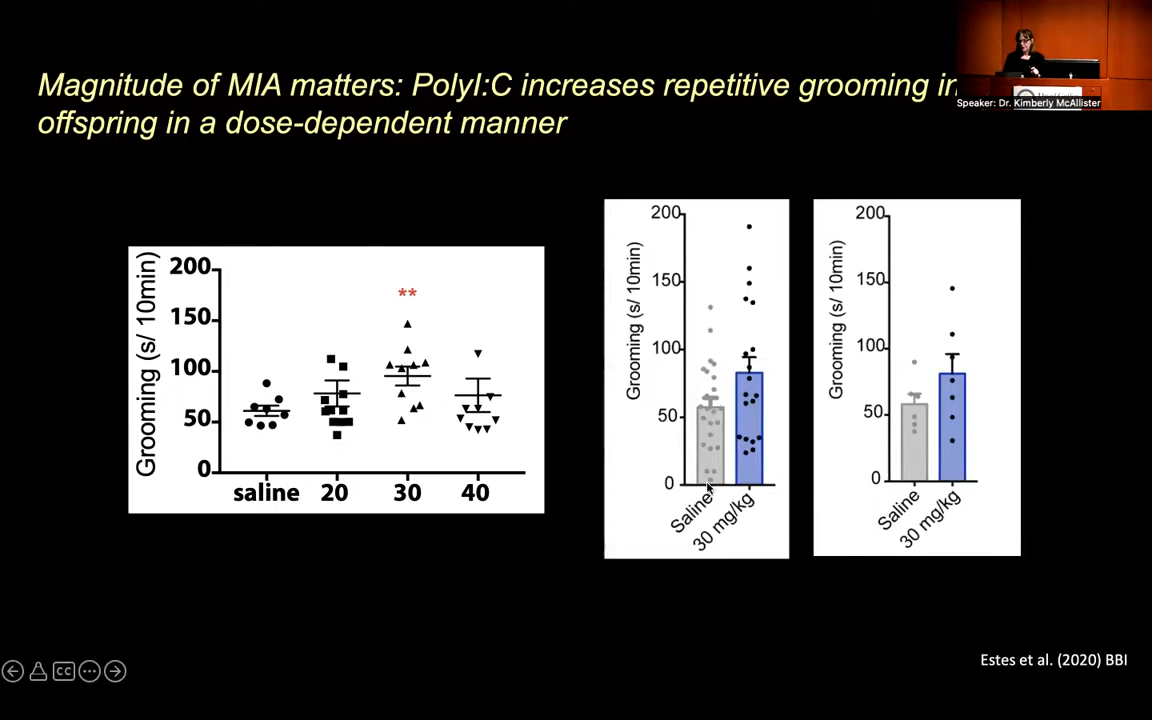 Magnitude of MIA matters: PolyI:C increases repetitive grooming in
offspring in a dose-dependent manner
Speaker: Dr. Kimberly McAllister
Grooming (s/ 10min)
200
150
100
50
0
**
saline 20 30 40
Grooming (s/ 10min)
200
150
100
50
0
Saline
30 mg/kg
Grooming (s/ 10min)
200
150
100
50
0
Saline
30 mg/kg
Estes et al. (2020) BBI
CC